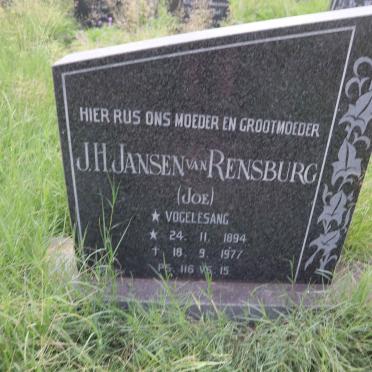 HIER RUS ONS MOEDER EN GROOTMOEDER
J.H. JANSEN VAN RENSBURG
(JOE)
★ VOGELESANG
★ 24. 11. 1894
✝ 18. 9. 1977
PS. 116 VS. 15